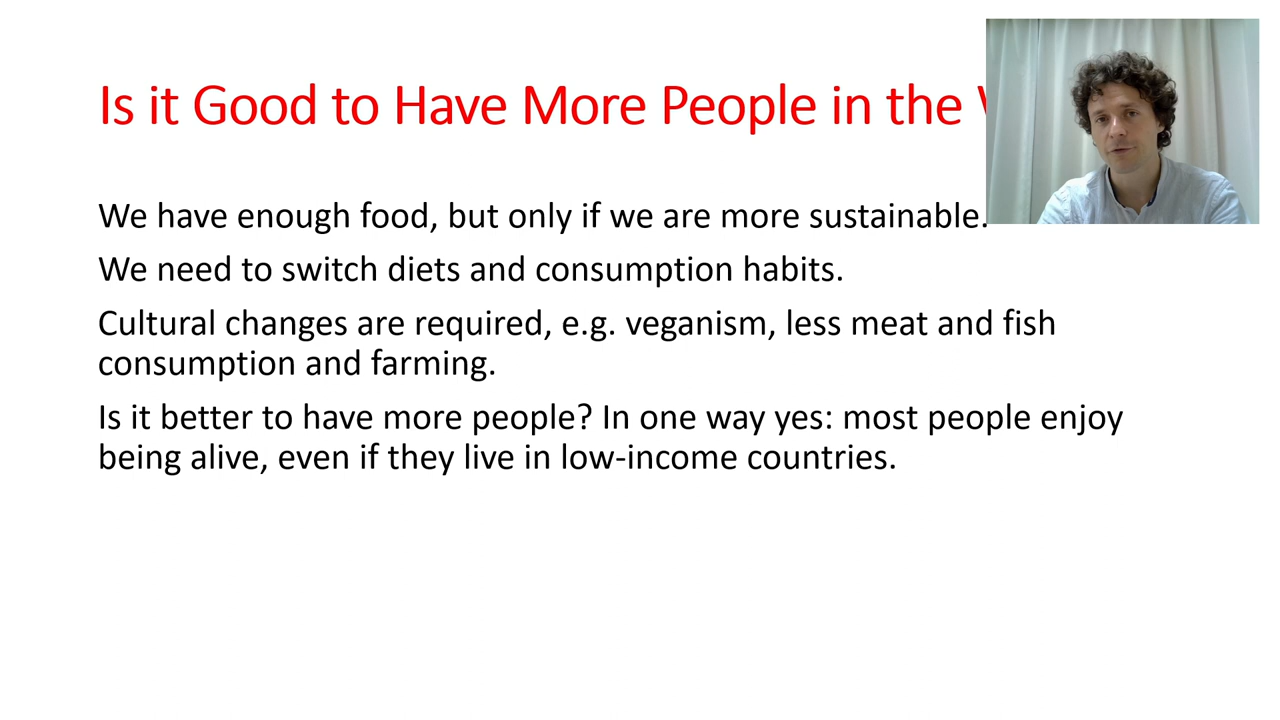 Is it Good to Have More People in the
We have enough food, but only if we are more sustainable.
We need to switch diets and consumption habits.
Cultural changes are required, e.g. veganism, less meat and fish
consumption and farming.
Is it better to have more people? In one way yes: most people enjoy
being alive, even if they live in low-income countries.